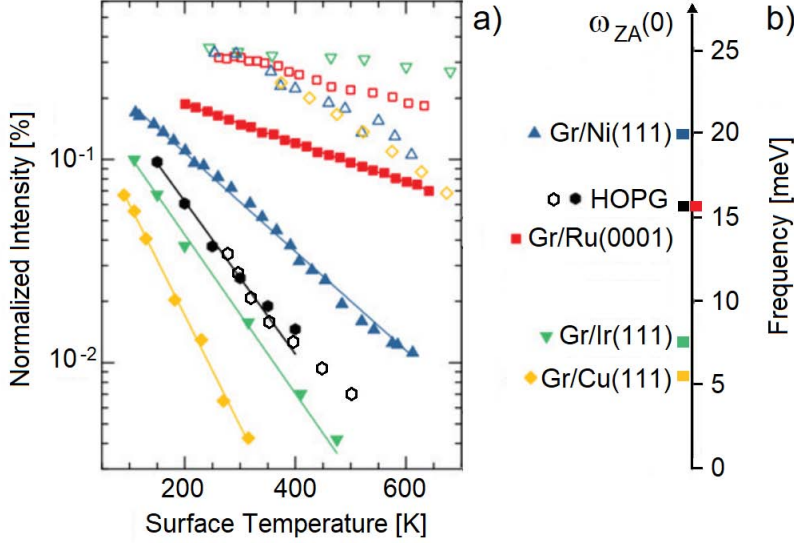 a)
b)
ω_ZA(0)
Normalized Intensity [%]
10⁻¹
10⁻²
200 400 600
Surface Temperature [K]
Gr/Ni(111)
HOPG
Gr/Ru(0001)
Gr/Ir(111)
Gr/Cu(111)
25
20
15
10
5
0
Frequency [meV]